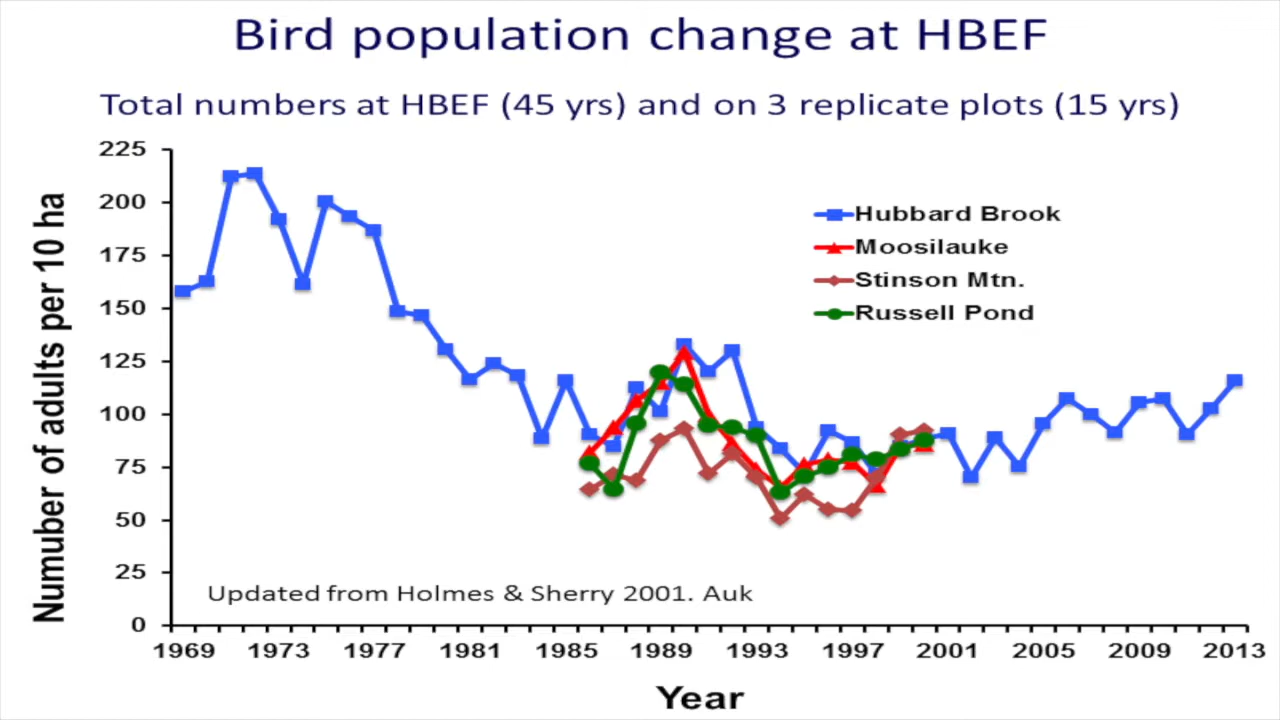 Bird population change at HBEF
Total numbers at HBEF (45 yrs) and on 3 replicate plots (15 yrs)
Numuber of adults per 10 ha
225
200
175
150
125
100
75
50
25
0
Hubbard Brook
Moosilauke
Stinson Mtn.
Russell Pond
Updated from Holmes & Sherry 2001. Auk
1969 1973 1977 1981 1985 1989 1993 1997 2001 2005 2009 2013
Year